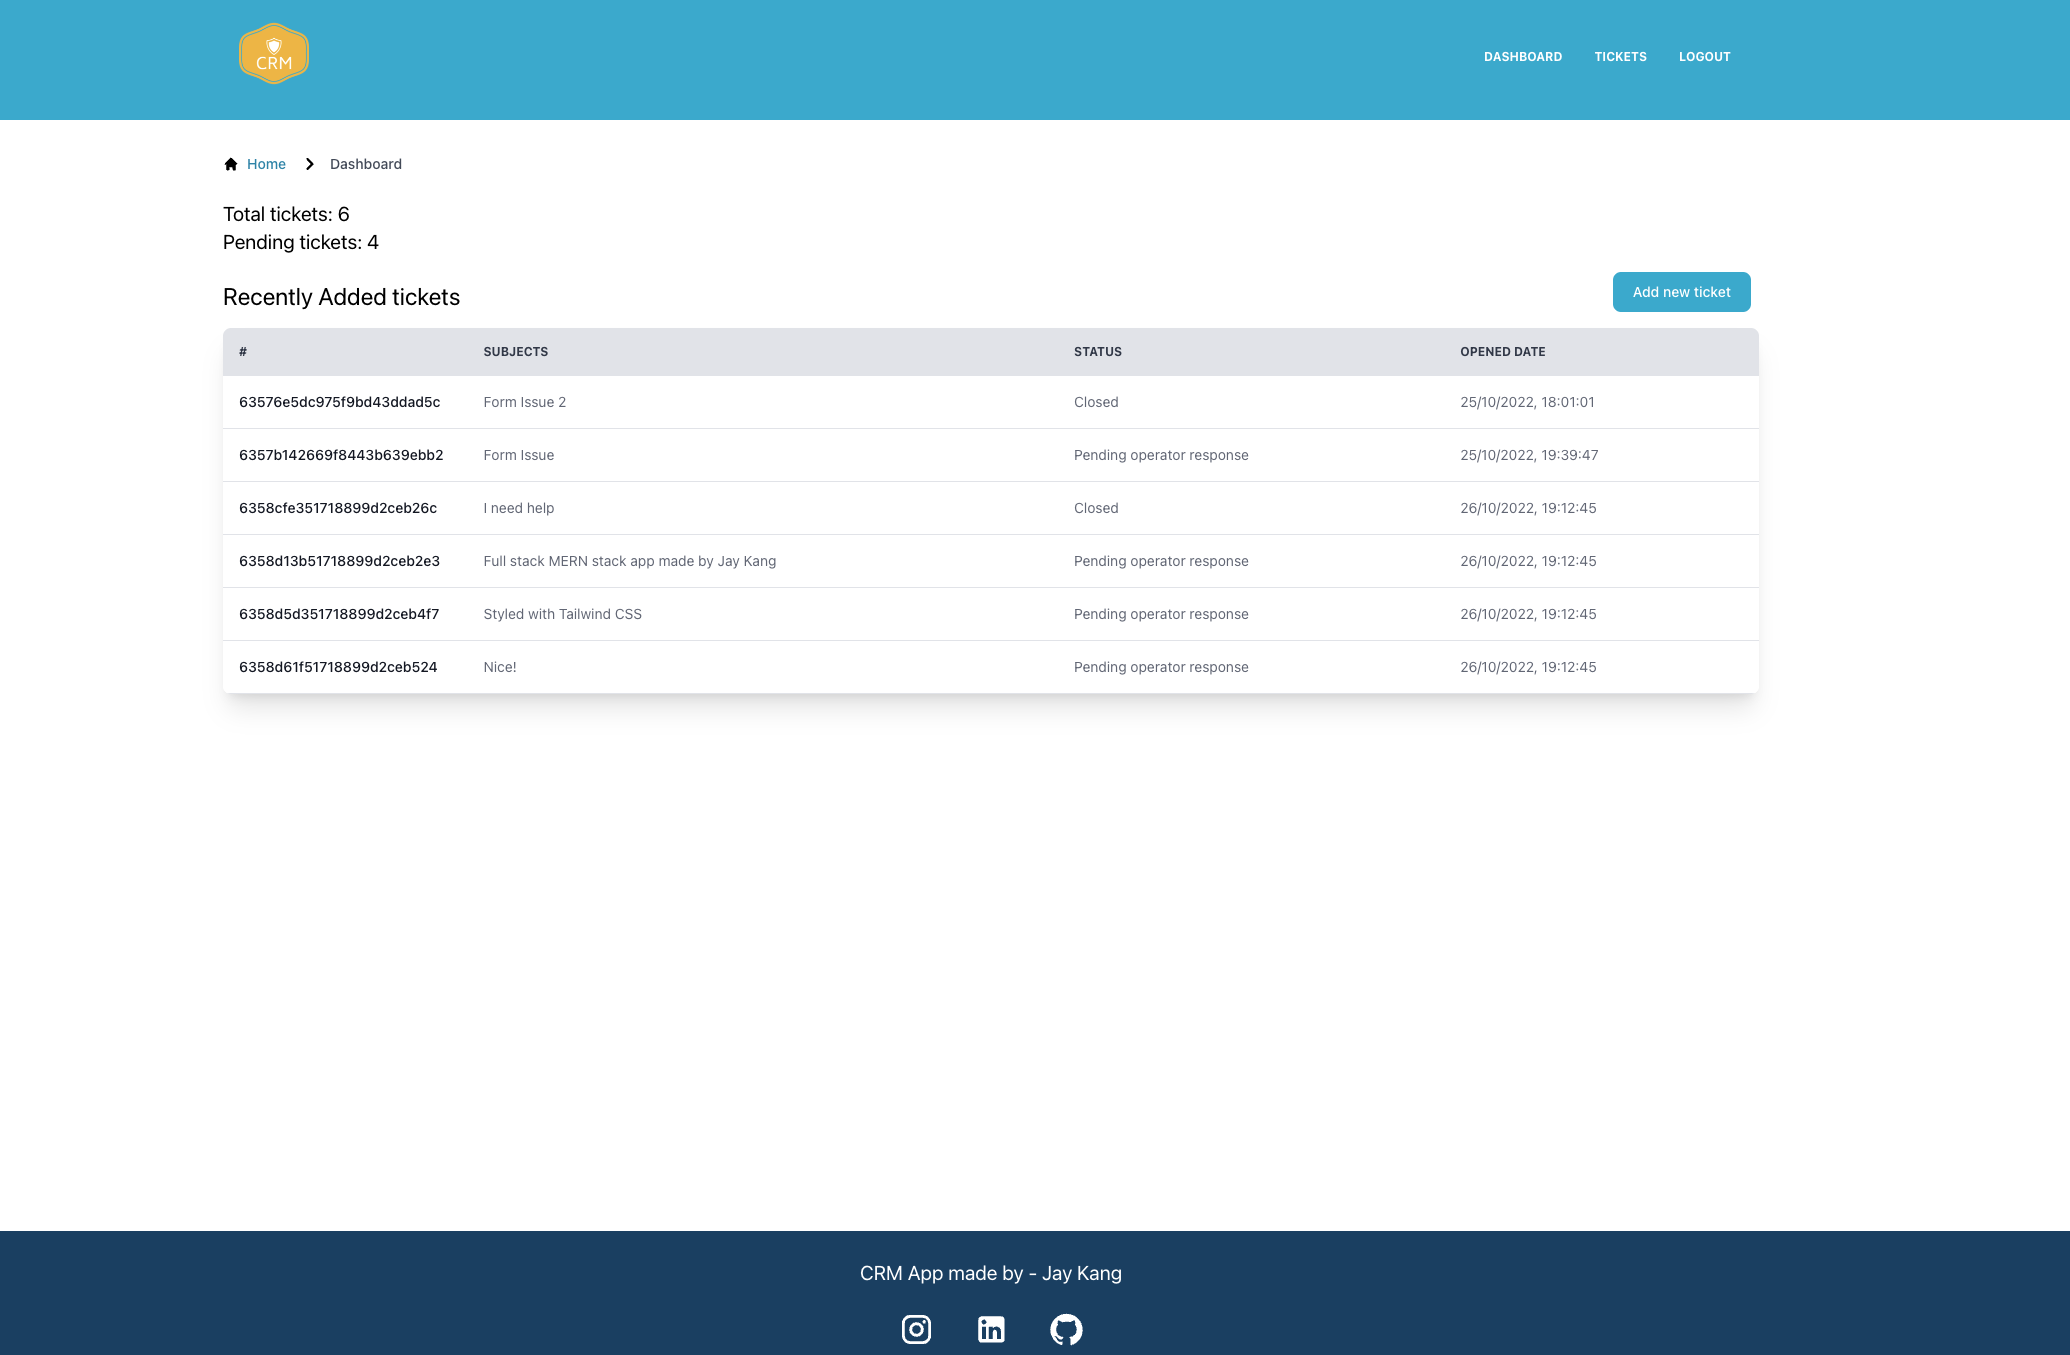 CRM
DASHBOARD TICKETS LOGOUT
Home Dashboard
Total tickets: 6
Pending tickets: 4
Recently Added tickets
Add new ticket
# SUBJECTS STATUS OPENED DATE
63576e5dc975f9bd43ddad5c Form Issue 2 Closed 25/10/2022, 18:01:01
6357b142669f8443b639ebb2 Form Issue Pending operator response 25/10/2022, 19:39:47
6358cfe351718899d2ceb26c I need help Closed 26/10/2022, 19:12:45
6358d13b51718899d2ceb2e3 Full stack MERN stack app made by Jay Kang Pending operator response 26/10/2022, 19:12:45
6358d5d351718899d2ceb4f7 Styled with Tailwind CSS Pending operator response 26/10/2022, 19:12:45
6358d61f51718899d2ceb524 Nice! Pending operator response 26/10/2022, 19:12:45
CRM App made by - Jay Kang